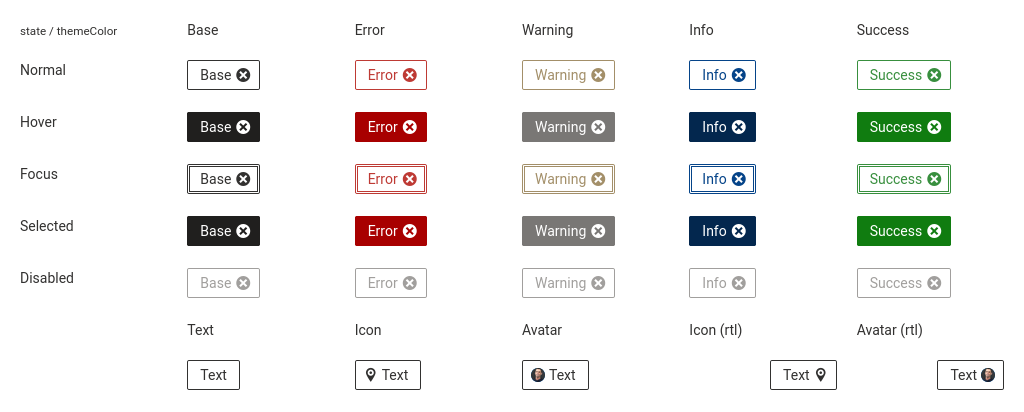 state / themeColor Base Error Warning Info Success
Normal Base Error Warning Info Success
Hover Base Error Warning Info Success
Focus Base Error Warning Info Success
Selected Base Error Warning Info Success
Disabled Base Error Warning Info Success
Text Icon Avatar Icon (rtl) Avatar (rtl)
Text Text Text Text Text